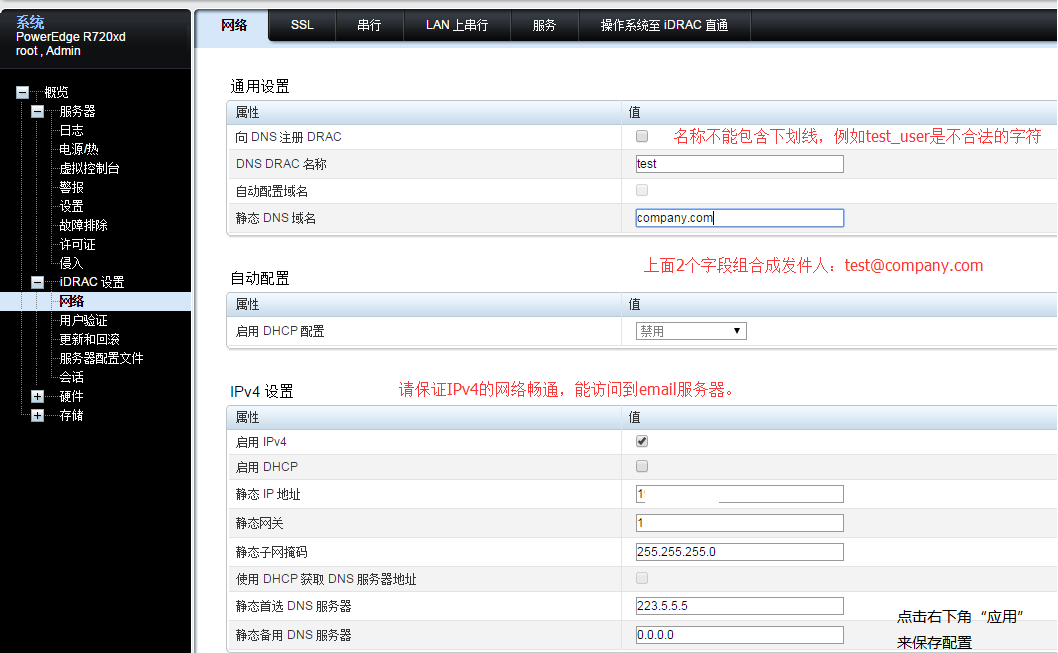 系统
PowerEdge R720xd
root , Admin
概览
服务器
日志
电源/热
虚拟控制台
警报
设置
故障排除
许可证
侵入
iDRAC 设置
网络
用户验证
更新和回滚
服务器配置文件
会话
硬件
存储
网络 SSL 串行 LAN 上串行 服务 操作系统至 iDRAC 直通
通用设置
属性 值
向 DNS 注册 DRAC 名称不能包含下划线，例如test_user是不合法的字符
DNS DRAC 名称 test
自动配置域名
静态 DNS 域名 company.com
上面2个字段组合成发件人：test@company.com
自动配置
属性 值
启用 DHCP 配置 禁用
IPv4 设置 请保证IPv4的网络畅通，能访问到email服务器。
属性 值
启用 IPv4
启用 DHCP
静态 IP 地址 1
静态网关 1
静态子网掩码 255.255.255.0
使用 DHCP 获取 DNS 服务器地址
静态首选 DNS 服务器 223.5.5.5
静态备用 DNS 服务器 0.0.0.0
点击右下角“应用”
来保存配置